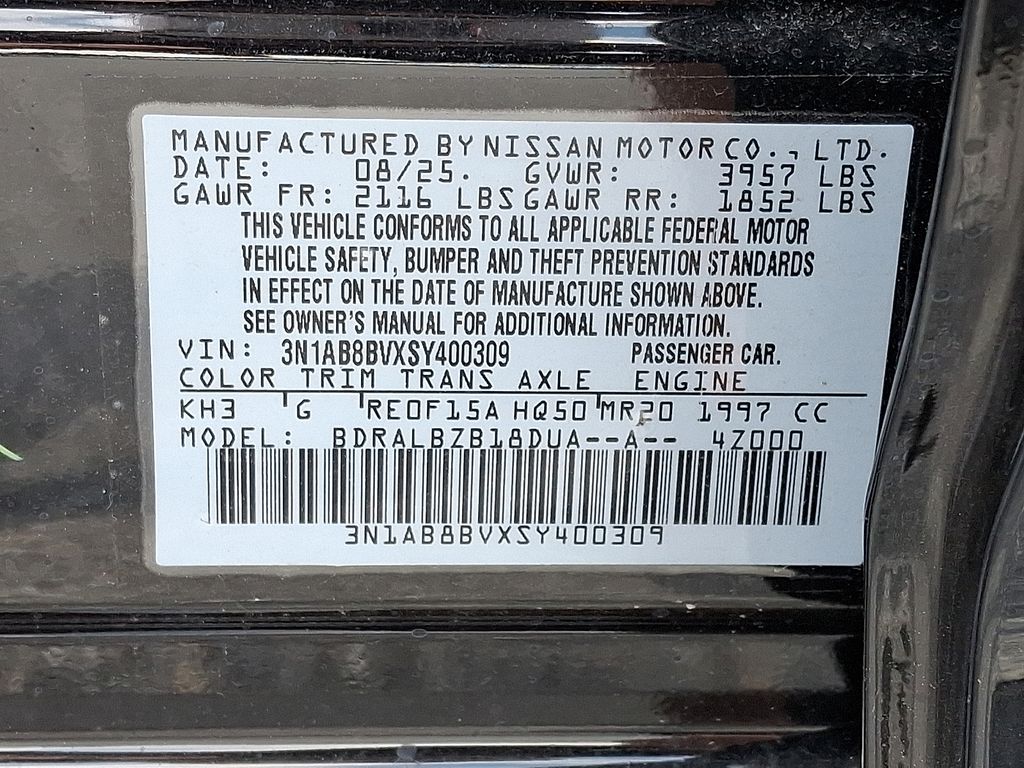 MANUFACTURED BY NISSAN MOTOR CO., LTD.
DATE: 08/25. GVWR: 3957 LBS
GAWR FR: 2116 LBS GAWR RR: 1852 LBS
THIS VEHICLE CONFORMS TO ALL APPLICABLE FEDERAL MOTOR
VEHICLE SAFETY, BUMPER AND THEFT PREVENTION STANDARDS
IN EFFECT ON THE DATE OF MANUFACTURE SHOWN ABOVE.
SEE OWNER'S MANUAL FOR ADDITIONAL INFORMATION.
VIN: 3N1AB8BVXSY400309 PASSENGER CAR.
COLOR TRIM TRANS AXLE ENGINE
KH3 G RE0F15A HQ50 MR20 1997 CC
MODEL: BDRALBZB18DUA--A-- 4Z000
3N1AB8BVXSY400309